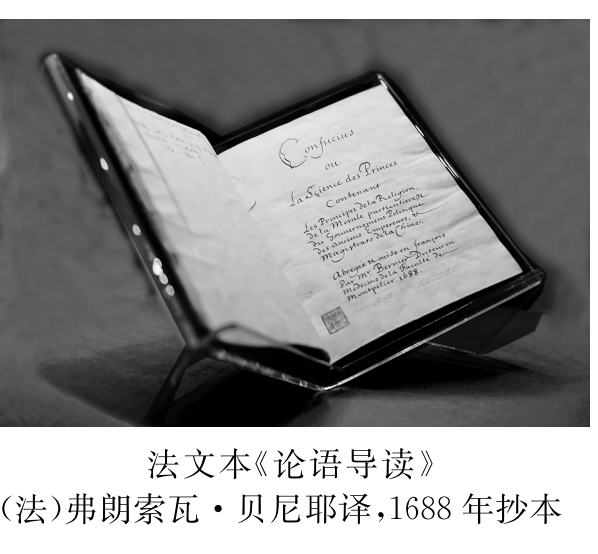 Confucius
ou
La Science des Princes
Contenant
Les Principes de la Religion,
de la Morale particuliere,
du Gouvernement Politique
des anciens Empereurs, &
Magistrats de la Chine.
Abregée & mise en françois
Par Mr. Bernier Docteur en
Medecine de la Faculté de
Montpelier. 1688.
法文本《论语导读》
(法)弗朗索瓦·贝尼耶译,1688 年抄本